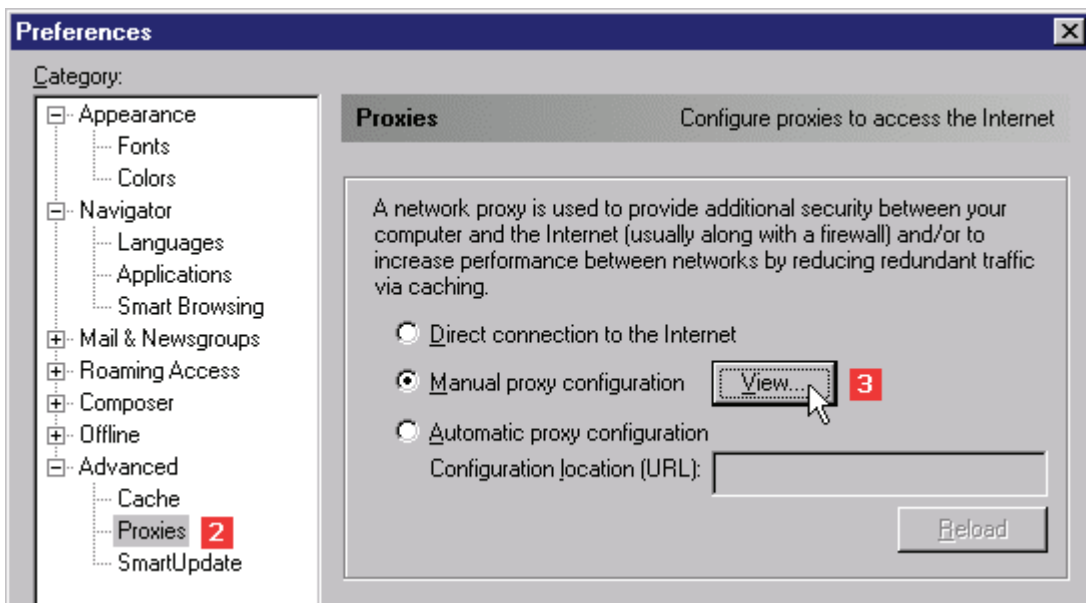 Preferences
Category:
Appearance
Fonts
Colors
Navigator
Languages
Applications
Smart Browsing
Mail & Newsgroups
Roaming Access
Composer
Offline
Advanced
Cache
Proxies 2
SmartUpdate
Proxies Configure proxies to access the Internet
A network proxy is used to provide additional security between your
computer and the Internet (usually along with a firewall) and/or to
increase performance between networks by reducing redundant traffic
via caching.
Direct connection to the Internet
Manual proxy configuration View... 3
Automatic proxy configuration
Configuration location (URL):
Reload